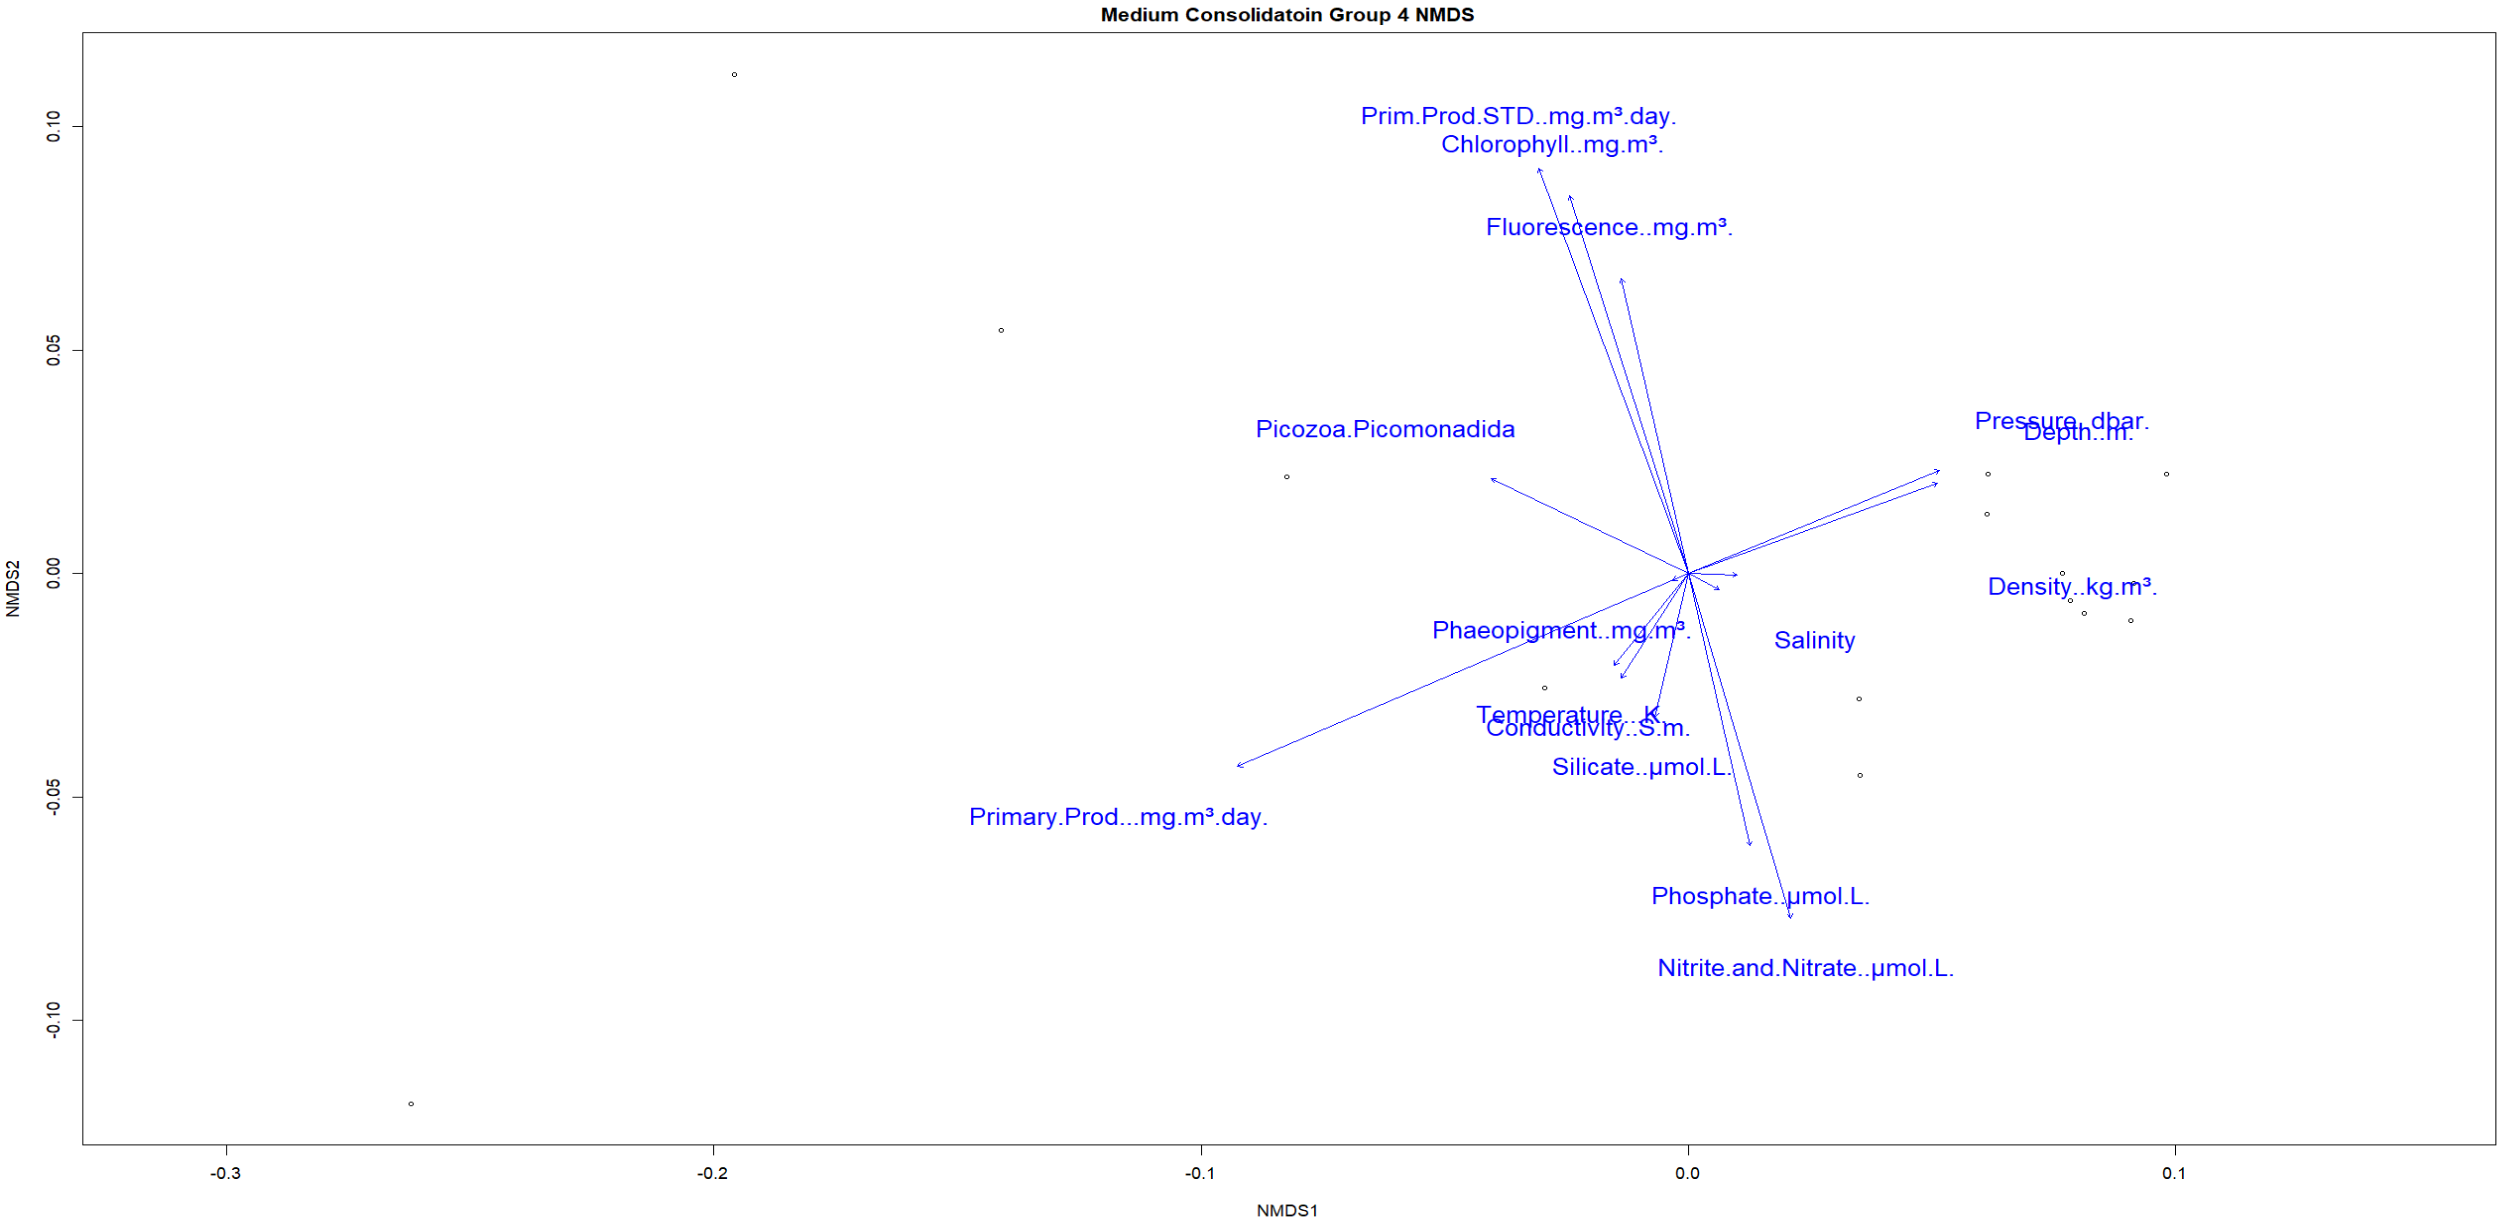 Medium Consolidatoin Group 4 NMDS
Prim.Prod.STD..mg.m³.day.
Chlorophyll..mg.m³.
Fluorescence..mg.m³.
Picozoa.Picomonadida
Pressure..dbar.
Depth..m.
Density..kg.m³.
Phaeopigment..mg.m³.
Salinity
Temperature...K.
Conductivity..S.m.
Silicate..µmol.L.
Primary.Prod...mg.m³.day.
Phosphate..µmol.L.
Nitrite.and.Nitrate..µmol.L.
NMDS2
0.10
0.05
0.00
-0.05
-0.10
-0.3
-0.2
-0.1
0.0
0.1
NMDS1